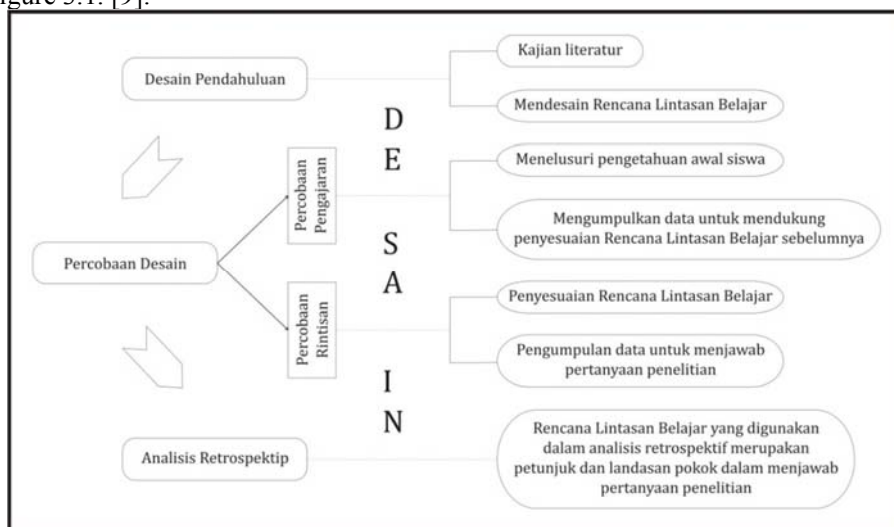 Figure 3.1. [9].
Kajian literatur
Desain Pendahuluan
Mendesain Rencana Lintasan Belajar
D
E
S
A
I
N
Percobaan
Pengajaran
Menelusuri pengetahuan awal siswa
Mengumpulkan data untuk mendukung
penyesuaian Rencana Lintasan Belajar sebelumnya
Percobaan Desain
Percobaan
Rintisan
Penyesuaian Rencana Lintasan Belajar
Pengumpulan data untuk menjawab
pertanyaan penelitian
Analisis Retrospektip
Rencana Lintasan Belajar yang digunakan
dalam analisis retrospektif merupakan
petunjuk dan landasan pokok dalam menjawab
pertanyaan penelitian